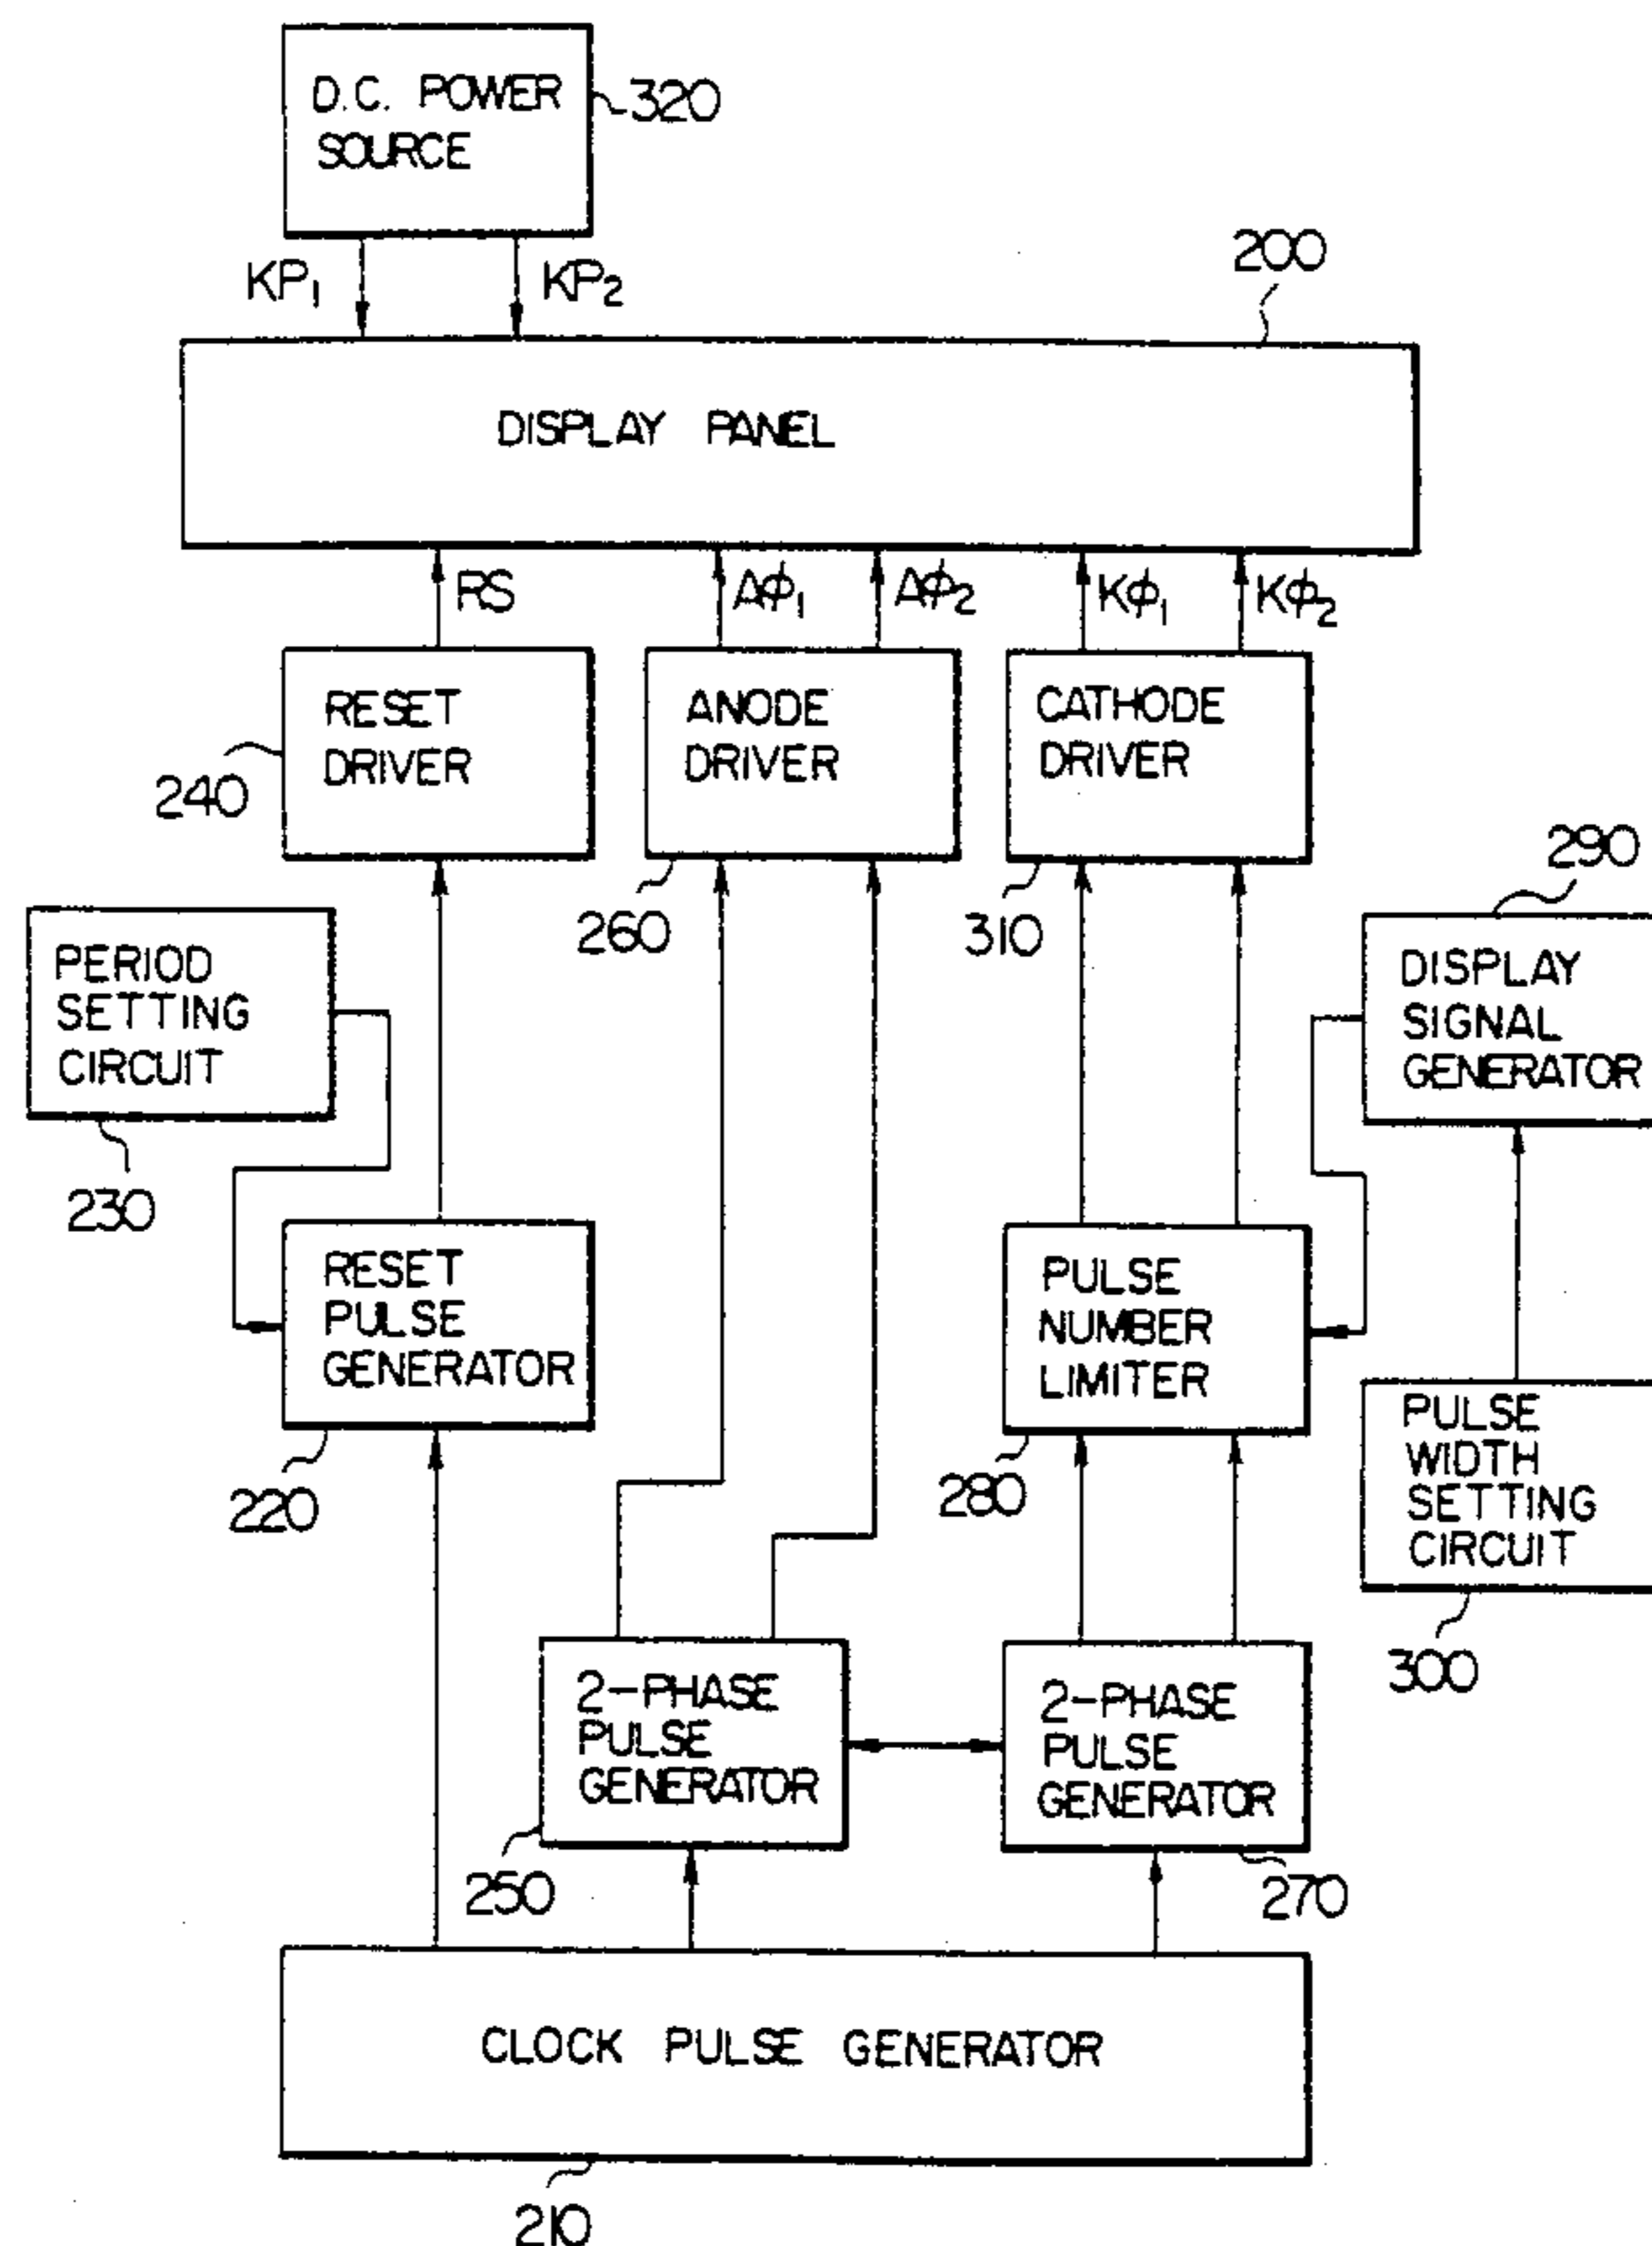 D.C. POWER
SOURCE
320
KP₁
KP₂
200
DISPLAY PANEL
RS
Aϕ₁
Aϕ₂
Kϕ₁
Kϕ₂
RESET
DRIVER
240
ANODE
DRIVER
260
CATHODE
DRIVER
310
290
PERIOD
SETTING
CIRCUIT
230
DISPLAY
SIGNAL
GENERATOR
RESET
PULSE
GENERATOR
220
PULSE
NUMBER
LIMITER
280
PULSE
WIDTH
SETTING
CIRCUIT
300
2-PHASE
PULSE
GENERATOR
250
2-PHASE
PULSE
GENERATOR
270
CLOCK PULSE GENERATOR
210